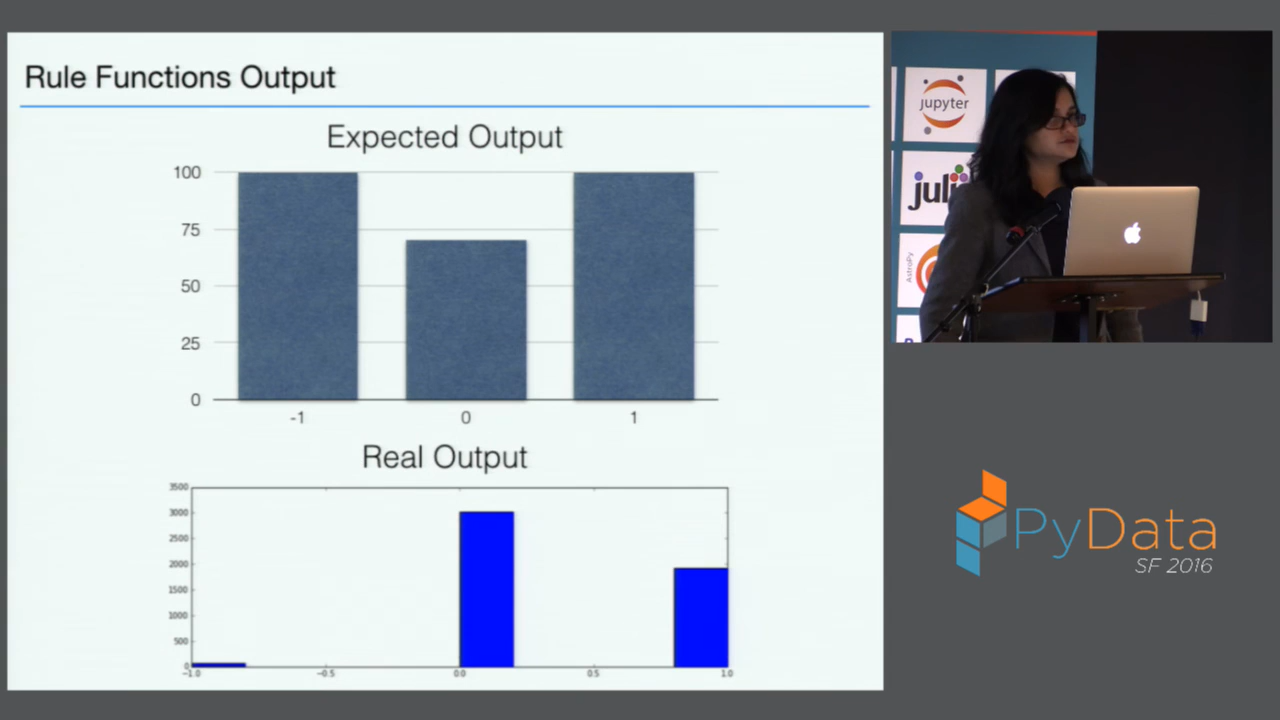 Rule Functions Output
Expected Output
100
75
50
25
0
-1 0 1
Real Output
3500
3000
2500
2000
1500
1000
500
0
-1.0 -0.5 0.0 0.5 1.0
jupyter
juli
AstroPy
PyData
SF 2016